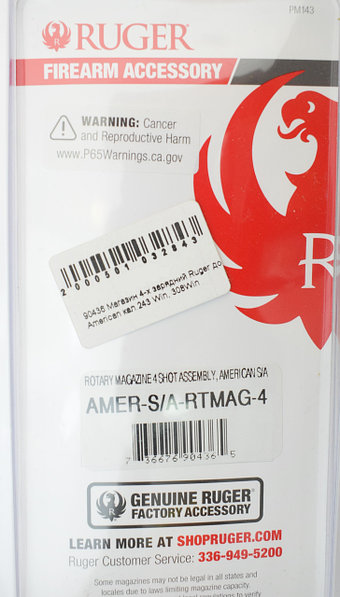 PM143
RUGER
FIREARM ACCESSORY
WARNING: Cancer
and Reproductive Harm
www.P65Warnings.ca.gov
2 000501 032843
90436 Магазин 4-х зарядний Ruger до
American кал.243 Win, 308Win
R
ROTARY MAGAZINE 4 SHOT ASSEMBLY, AMERICAN S/A
AMER-S/A-RTMAG-4
7 36676 90436 5
GENUINE RUGER
FACTORY ACCESSORY
LEARN MORE AT SHOPRUGER.COM
Ruger Customer Service: 336-949-5200
Some magazines may not be legal in all states and
locales due to laws limiting magazine capacity.
regulations to verify